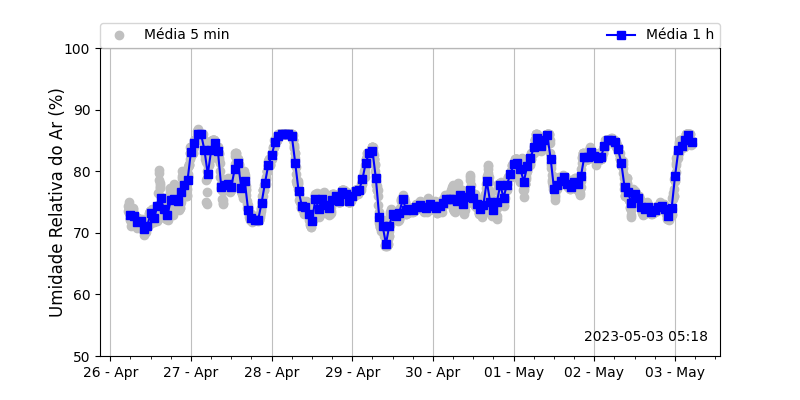 Média 5 min Média 1 h
Umidade Relativa do Ar (%)
100
90
80
70
60
50
2023-05-03 05:18
26 - Apr 27 - Apr 28 - Apr 29 - Apr 30 - Apr 01 - May 02 - May 03 - May